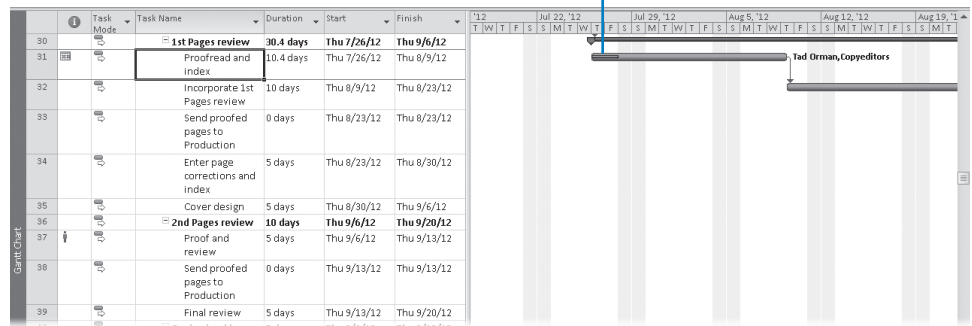 Task Mode Task Name Duration Start Finish '12 Jul 22, '12 Jul 29, '12 Aug 5, '12 Aug 12, '12 Aug 19, '1
T W T F S S M T W T F S S M T W T F S S M T W T F S S M T W T F S S M T
30 1st Pages review 30.4 days Thu 7/26/12 Thu 9/6/12
31 Proofread and index 10.4 days Thu 7/26/12 Thu 8/9/12 Tad Orman,Copyeditors
32 Incorporate 1st Pages review 10 days Thu 8/9/12 Thu 8/23/12
33 Send proofed pages to Production 0 days Thu 8/23/12 Thu 8/23/12
34 Enter page corrections and index 5 days Thu 8/23/12 Thu 8/30/12
35 Cover design 5 days Thu 8/30/12 Thu 9/6/12
36 2nd Pages review 10 days Thu 9/6/12 Thu 9/20/12
37 Proof and review 5 days Thu 9/6/12 Thu 9/13/12
38 Send proofed pages to Production 0 days Thu 9/13/12 Thu 9/13/12
39 Final review 5 days Thu 9/13/12 Thu 9/20/12
Gantt Chart